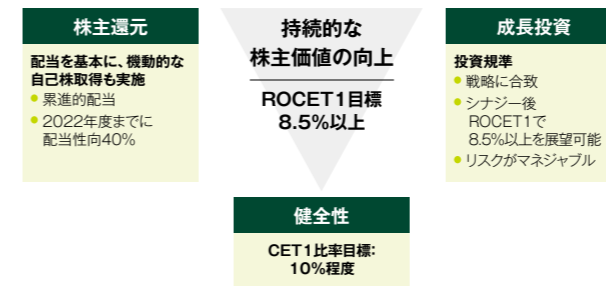 株主還元
配当を基本に、機動的な
自己株取得も実施
● 累進的配当
● 2022年度までに
配当性向40%
持続的な
株主価値の向上
ROCET1目標
8.5%以上
成長投資
投資規準
● 戦略に合致
● シナジー後
ROCET1で
8.5%以上を展望可能
● リスクがマネジャブル
健全性
CET1比率目標:
10%程度